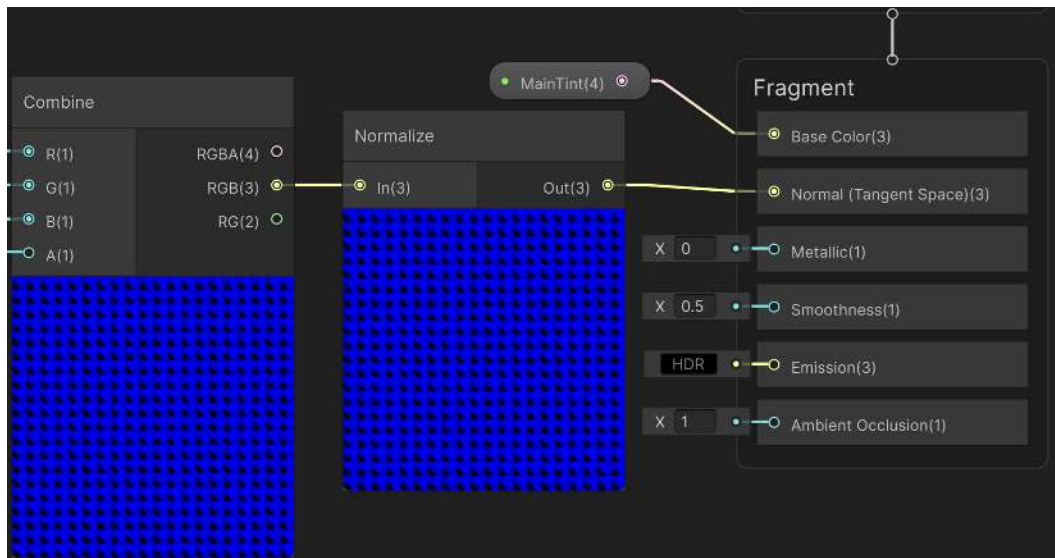 Combine
R(1)
RGBA(4)
G(1)
RGB(3)
B(1)
RG(2)
A(1)
Normalize
In(3)
Out(3)
MainTint(4)
Fragment
Base Color(3)
Normal (Tangent Space)(3)
X 0
Metallic(1)
X 0.5
Smoothness(1)
HDR
Emission(3)
X 1
Ambient Occlusion(1)